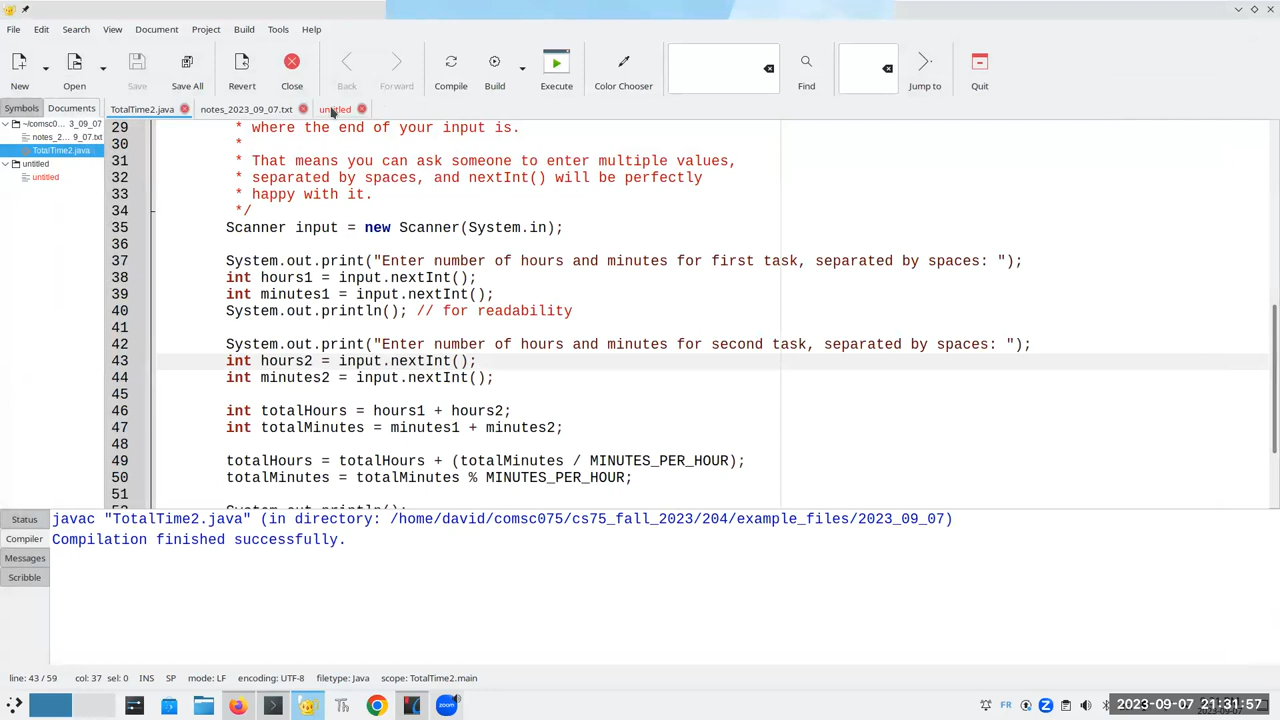 File Edit Search View Document Project Build Tools Help
New Open Save Save All Revert Close Back Forward Compile Build Execute Color Chooser Find Jump to Quit
Symbols Documents TotalTime2.java notes_2023_09_07.txt untitled
~/comsc0... 3_09_07
notes_2... 9_07.txt
TotalTime2.java
untitled
untitled
29 * where the end of your input is.
30 *
31 * That means you can ask someone to enter multiple values,
32 * separated by spaces, and nextInt() will be perfectly
33 * happy with it.
34 */
35 Scanner input = new Scanner(System.in);
36
37 System.out.print("Enter number of hours and minutes for first task, separated by spaces: ");
38 int hours1 = input.nextInt();
39 int minutes1 = input.nextInt();
40 System.out.println(); // for readability
41
42 System.out.print("Enter number of hours and minutes for second task, separated by spaces: ");
43 int hours2 = input.nextInt();
44 int minutes2 = input.nextInt();
45
46 int totalHours = hours1 + hours2;
47 int totalMinutes = minutes1 + minutes2;
48
49 totalHours = totalHours + (totalMinutes / MINUTES_PER_HOUR);
50 totalMinutes = totalMinutes % MINUTES_PER_HOUR;
51
Status
Compiler
Messages
Scribble
javac "TotalTime2.java" (in directory: /home/david/comsc075/cs75_fall_2023/204/example_files/2023_09_07)
Compilation finished successfully.
line: 43 / 59 col: 37 sel: 0 INS SP mode: LF encoding: UTF-8 filetype: Java scope: TotalTime2.main
zoom FR 2023-09-07 21:31:57